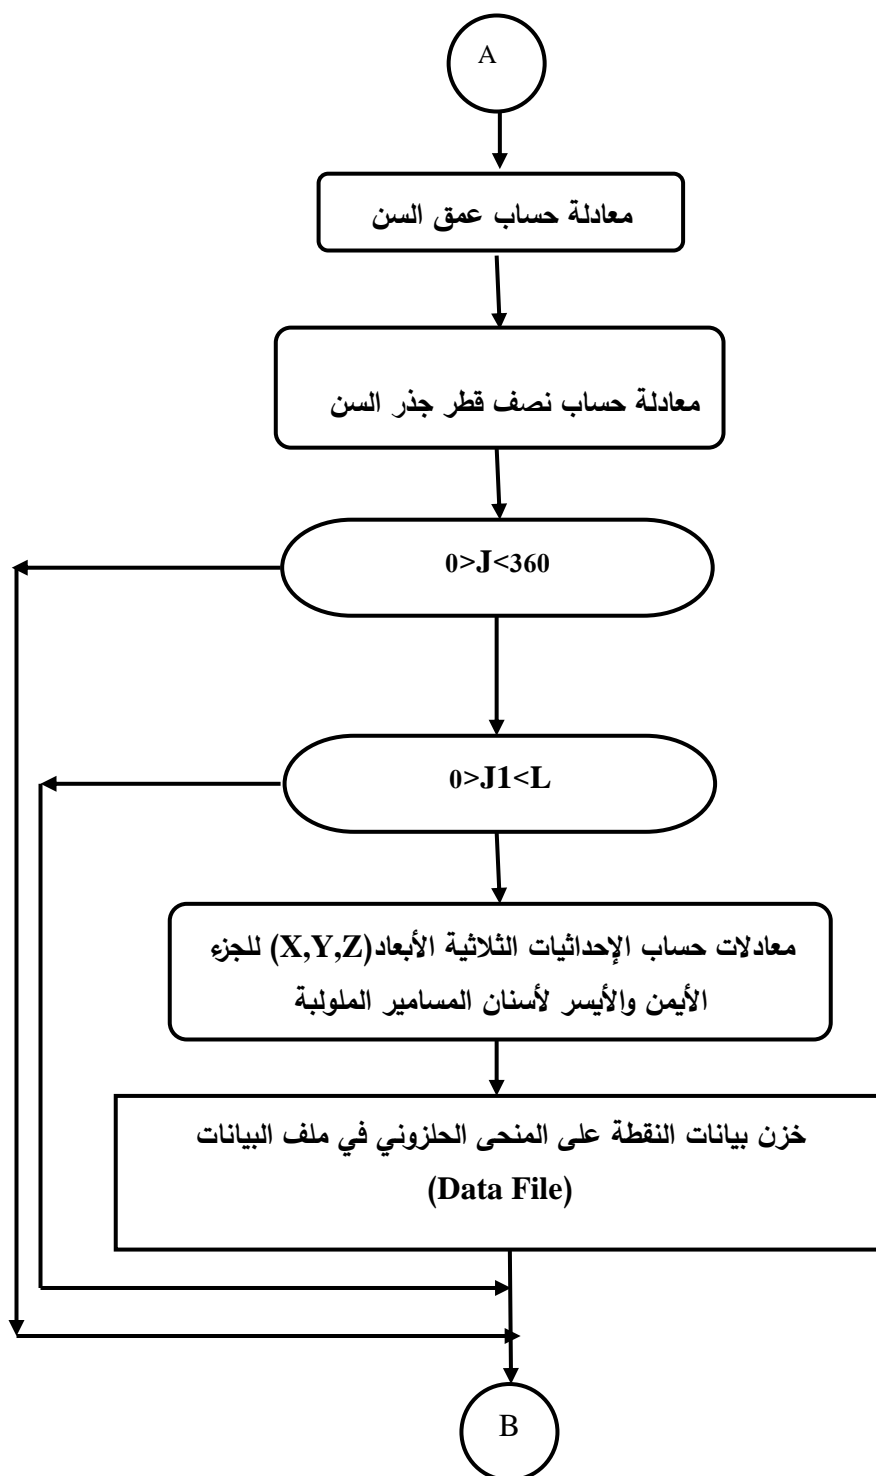 A
معادلة حساب عمق السن
معادلة حساب نصف قطر جذر السن
0>J<360
0>J1<L
معادلات حساب الإحداثيات الثلاثية الأبعاد(X,Y,Z) للجزء
الأيمن والأيسر لأسنان المسامير الملولبة
خزن بيانات النقطة على المنحى الحلزوني في ملف البيانات
(Data File)
B